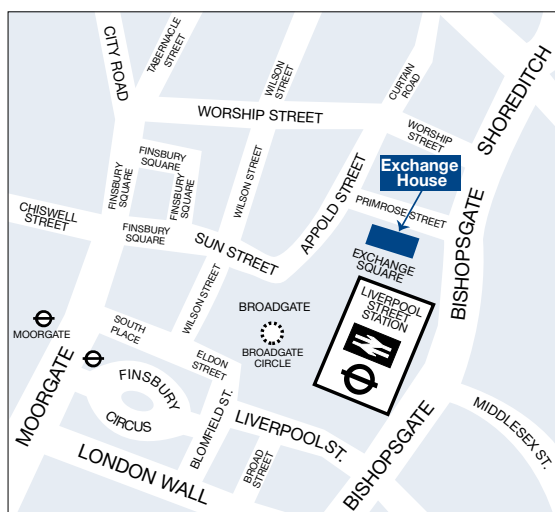 CITY ROAD
TABERNACLE
STREET
WILSON
STREET
CURTAIN
ROAD
SHOREDITCH
WORSHIP STREET
WORSHIP
STREET
FINSBURY
SQUARE
FINSBURY
SQUARE
FINSBURY
SQUARE
WILSON STREET
APPOLD STREET
Exchange
House
PRIMROSE STREET
CHISWELL
STREET
FINSBURY
SQUARE
SUN STREET
EXCHANGE
SQUARE
BISHOPSGATE
WILSON STREET
LIVERPOOL
STREET
STATION
BROADGATE
BROADGATE
CIRCLE
MOORGATE
SOUTH
PLACE
ELDON
STREET
MOORGATE
FINSBURY
CIRCUS
BLOMFIELD ST.
LIVERPOOL ST.
BROAD
STREET
LONDON WALL
BISHOPSGATE
MIDDLESEX ST.